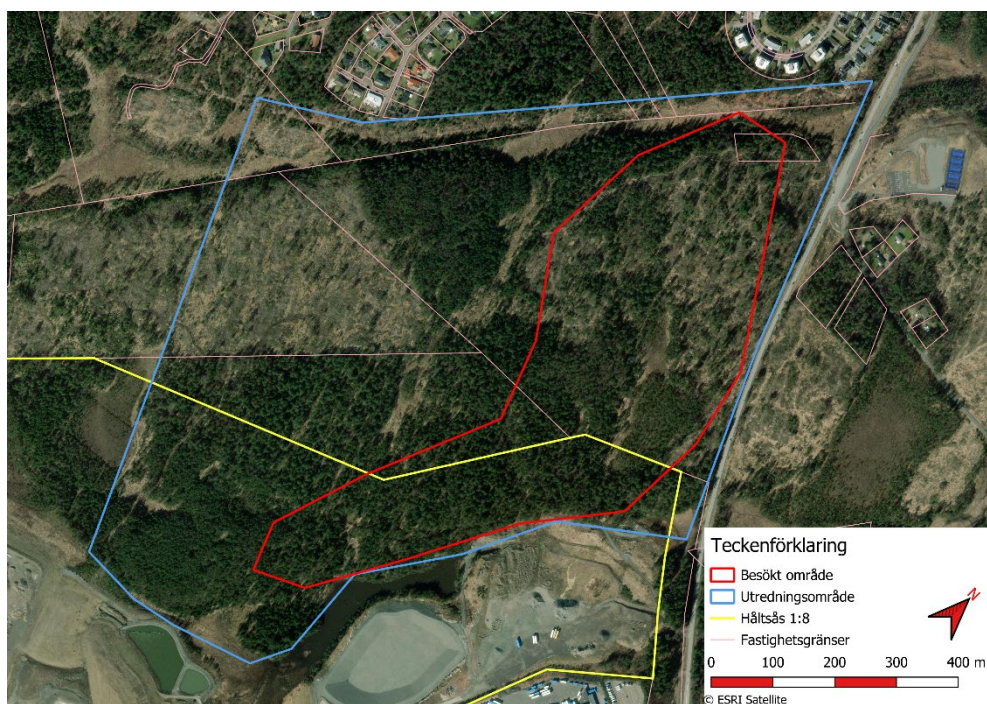 Teckenförklaring
Besökt område
Utredningsområde
Håltsås 1:8
Fastighetsgränser
N
0 100 200 300 400 m
© ESRI Satellite